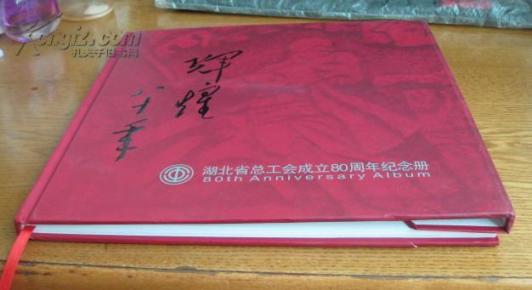 Kongfz.com
孔夫子旧书网
辉煌
八十年
湖北省总工会成立80周年纪念册
80th Anniversary Album